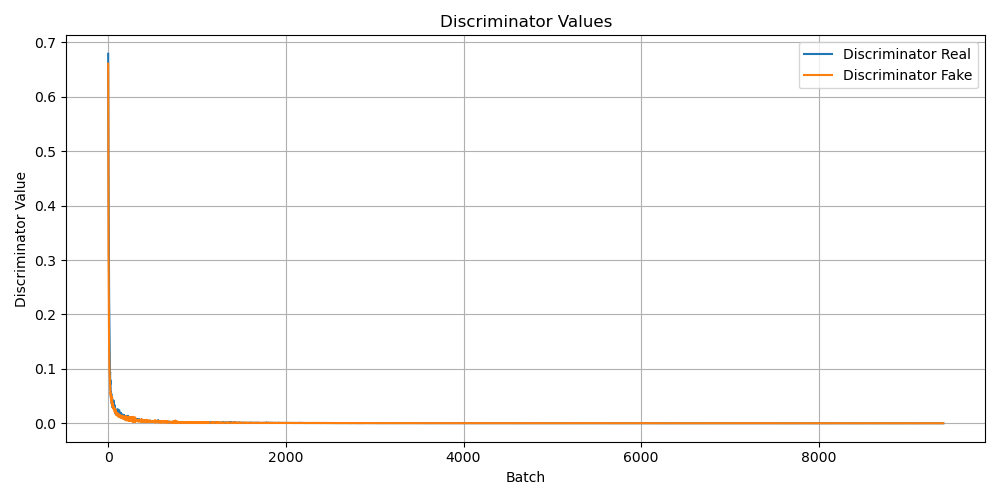 Discriminator Values
Discriminator Real
Discriminator Fake
Discriminator Value
0.7
0.6
0.5
0.4
0.3
0.2
0.1
0.0
0 2000 4000 6000 8000
Batch